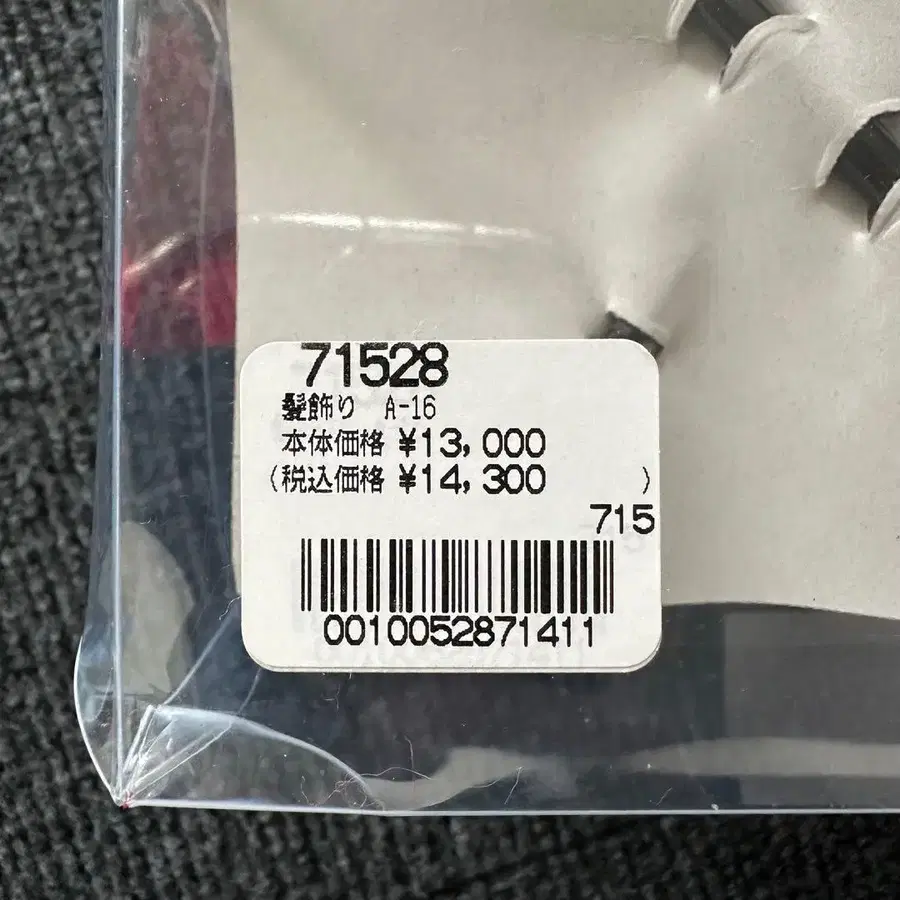 71528
髪飾り A-16
本体価格 ¥13,000
(税込価格 ¥14,300 )
715
0010052871411